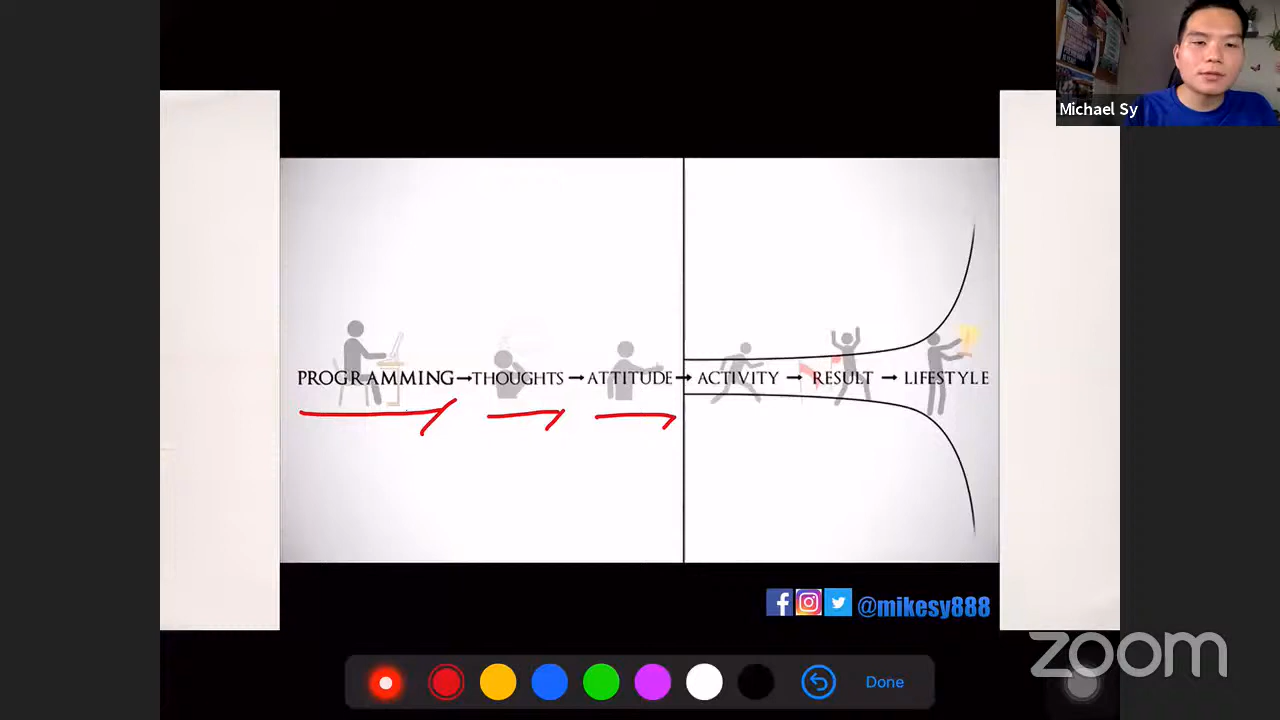 Michael Sy
PROGRAMMING → THOUGHTS → ATTITUDE → ACTIVITY → RESULT → LIFESTYLE
@mikesy888
zoom
Done